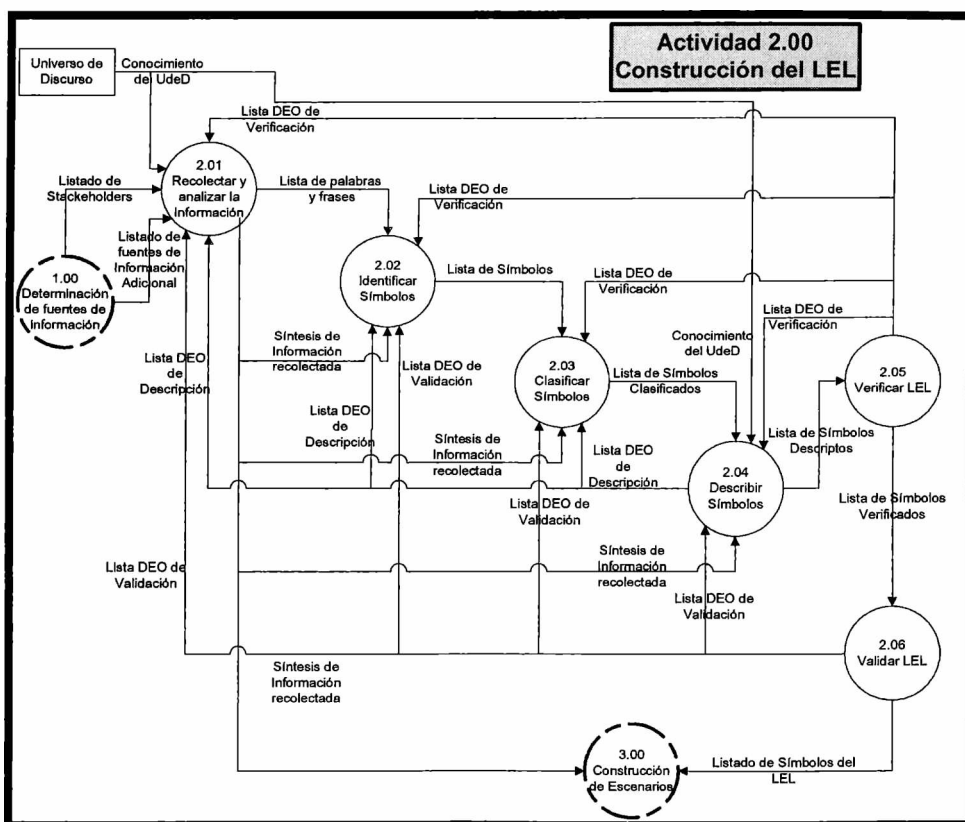 Actividad 2.00
Construcción del LEL
Universo de
Discurso
Conocimiento
del UdeD
Lista DEO de
Verificación
2.01
Recolectar y
analizar la
Información
Listado de
Stackeholders
Lista de palabras
y frases
Lista DEO de
Verificación
Listado de
fuentes de
Información
Adicional
1.00
Determinación
de fuentes de
Información
2.02
Identificar
Símbolos
Lista de Símbolos
Lista DEO de
Verificación
Lista DEO de
Verificación
Síntesis de
Información
recolectada
Conocimiento
del UdeD
Lista DEO
de
Descripción
Lista DEO
de Validación
2.03
Clasificar
Símbolos
Lista de Símbolos
Clasificados
2.05
Verificar LEL
Lista DEO
de
Descripción
Síntesis de
Información
recolectada
Lista DEO
de
Descripción
Lista de Símbolos
Descriptos
2.04
Describir
Símbolos
Lista DEO de
Validación
Lista de Símbolos
Verificados
Lista DEO de
Validación
Síntesis de
Información
recolectada
Lista DEO de
Validación
2.06
Validar LEL
Síntesis de
Información
recolectada
3.00
Construcción
de Escenarios
Listado de Símbolos del
LEL